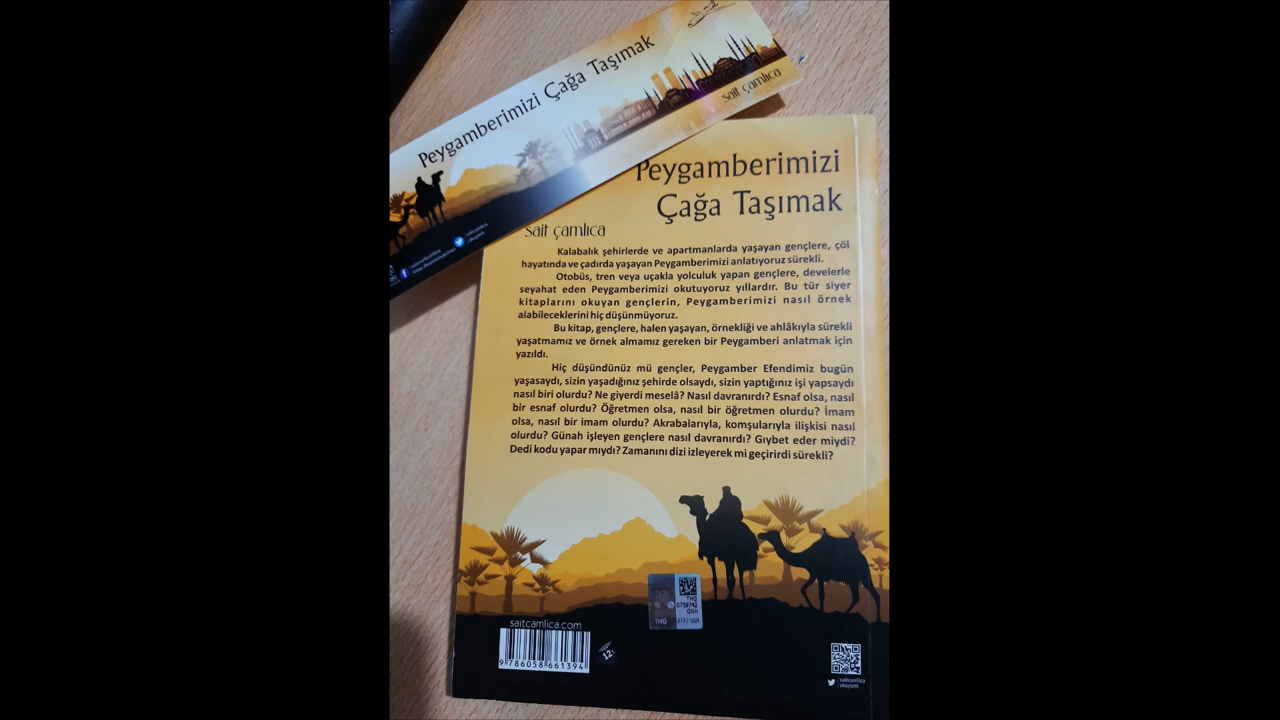 Peygamberimizi Çağa Taşımak
sait çamlıca
Peygamberimizi
Çağa Taşımak
sait çamlıca
Kalabalık şehirlerde ve apartmanlarda yaşayan gençlere, çöl
hayatında ve çadırda yaşayan Peygamberimizi anlatıyoruz sürekli.
Otobüs, tren veya uçakla yolculuk yapan gençlere, develerle
seyahat eden Peygamberimizi okutuyoruz yıllardır. Bu tür siyer
kitaplarını okuyan gençlerin, Peygamberimizi nasıl örnek
alabileceklerini hiç düşünmüyoruz.
Bu kitap, gençlere, halen yaşayan, örnekliği ve ahlâkıyla sürekli
yaşatmamız ve örnek almamız gereken bir Peygamberi anlatmak için
yazıldı.
Hiç düşündünüz mü gençler, Peygamber Efendimiz bugün
yaşasaydı, sizin yaşadığınız şehirde olsaydı, sizin yaptığınız işi yapsaydı
nasıl biri olurdu? Ne giyerdi meselâ? Nasıl davranırdı? Esnaf olsa, nasıl
bir esnaf olurdu? Öğretmen olsa, nasıl bir öğretmen olurdu? İmam
olsa, nasıl bir imam olurdu? Akrabalarıyla, komşularıyla ilişkisi nasıl
olurdu? Günah işleyen gençlere nasıl davranırdı? Gıybet eder miydi?
Dedi kodu yapar mıydı? Zamanını dizi izleyerek mi geçirirdi sürekli?
THG
0759742
THG
saitcamlica.com
9 786058 661394
/saitcamlica